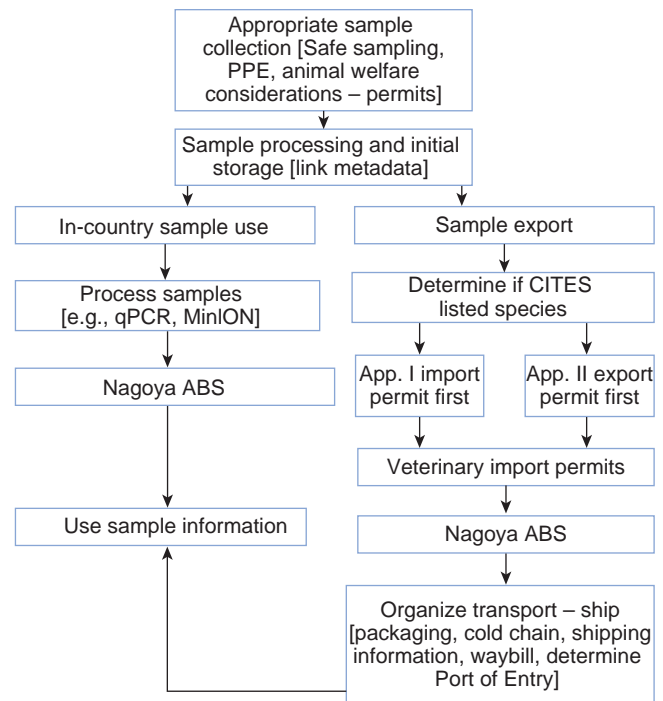 Appropriate sample
collection [Safe sampling,
PPE, animal welfare
considerations – permits]
Sample processing and initial
storage [link metadata]
In-country sample use
Sample export
Process samples
[e.g., qPCR, MinION]
Determine if CITES
listed species
Nagoya ABS
App. I import
permit first
App. II export
permit first
Veterinary import permits
Use sample information
Nagoya ABS
Organize transport – ship
[packaging, cold chain, shipping
information, waybill, determine
Port of Entry]